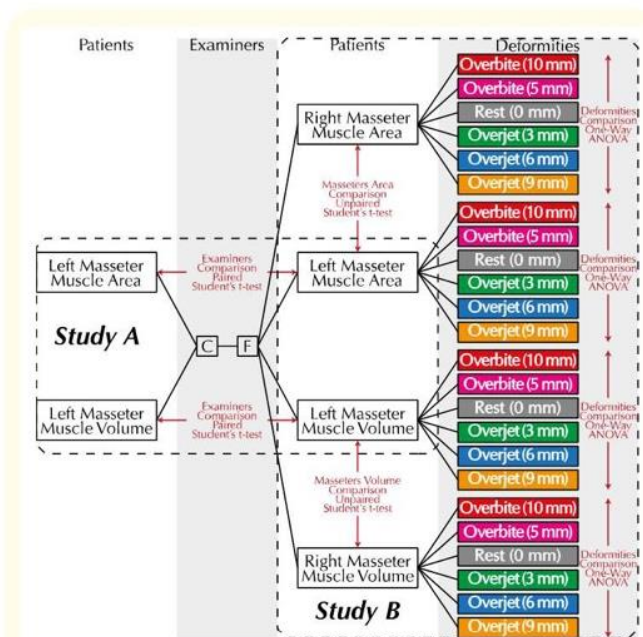 Patients
Examiners
Patients
Deformities
Right Masseter
Muscle Area
Overbite (10 mm)
Overbite (5 mm)
Rest (0 mm)
Overjet (3 mm)
Overjet (6 mm)
Overjet (9 mm)
Deformities
Comparison
One-Way
ANOVA
Masseters Area
Comparison
Unpaired
Student's t-test
Left Masseter
Muscle Area
Examiners
Comparison
Paired
Student's t-test
Left Masseter
Muscle Area
Overbite (10 mm)
Overbite (5 mm)
Rest (0 mm)
Overjet (3 mm)
Overjet (6 mm)
Overjet (9 mm)
Deformities
Comparison
One-Way
ANOVA
Study A
C
F
Left Masseter
Muscle Volume
Examiners
Comparison
Paired
Student's t-test
Left Masseter
Muscle Volume
Overbite (10 mm)
Overbite (5 mm)
Rest (0 mm)
Overjet (3 mm)
Overjet (6 mm)
Overjet (9 mm)
Deformities
Comparison
One-Way
ANOVA
Masseters Volume
Comparison
Unpaired
Student's t-test
Right Masseter
Muscle Volume
Overbite (10 mm)
Overbite (5 mm)
Rest (0 mm)
Overjet (3 mm)
Overjet (6 mm)
Overjet (9 mm)
Deformities
Comparison
One-Way
ANOVA
Study B